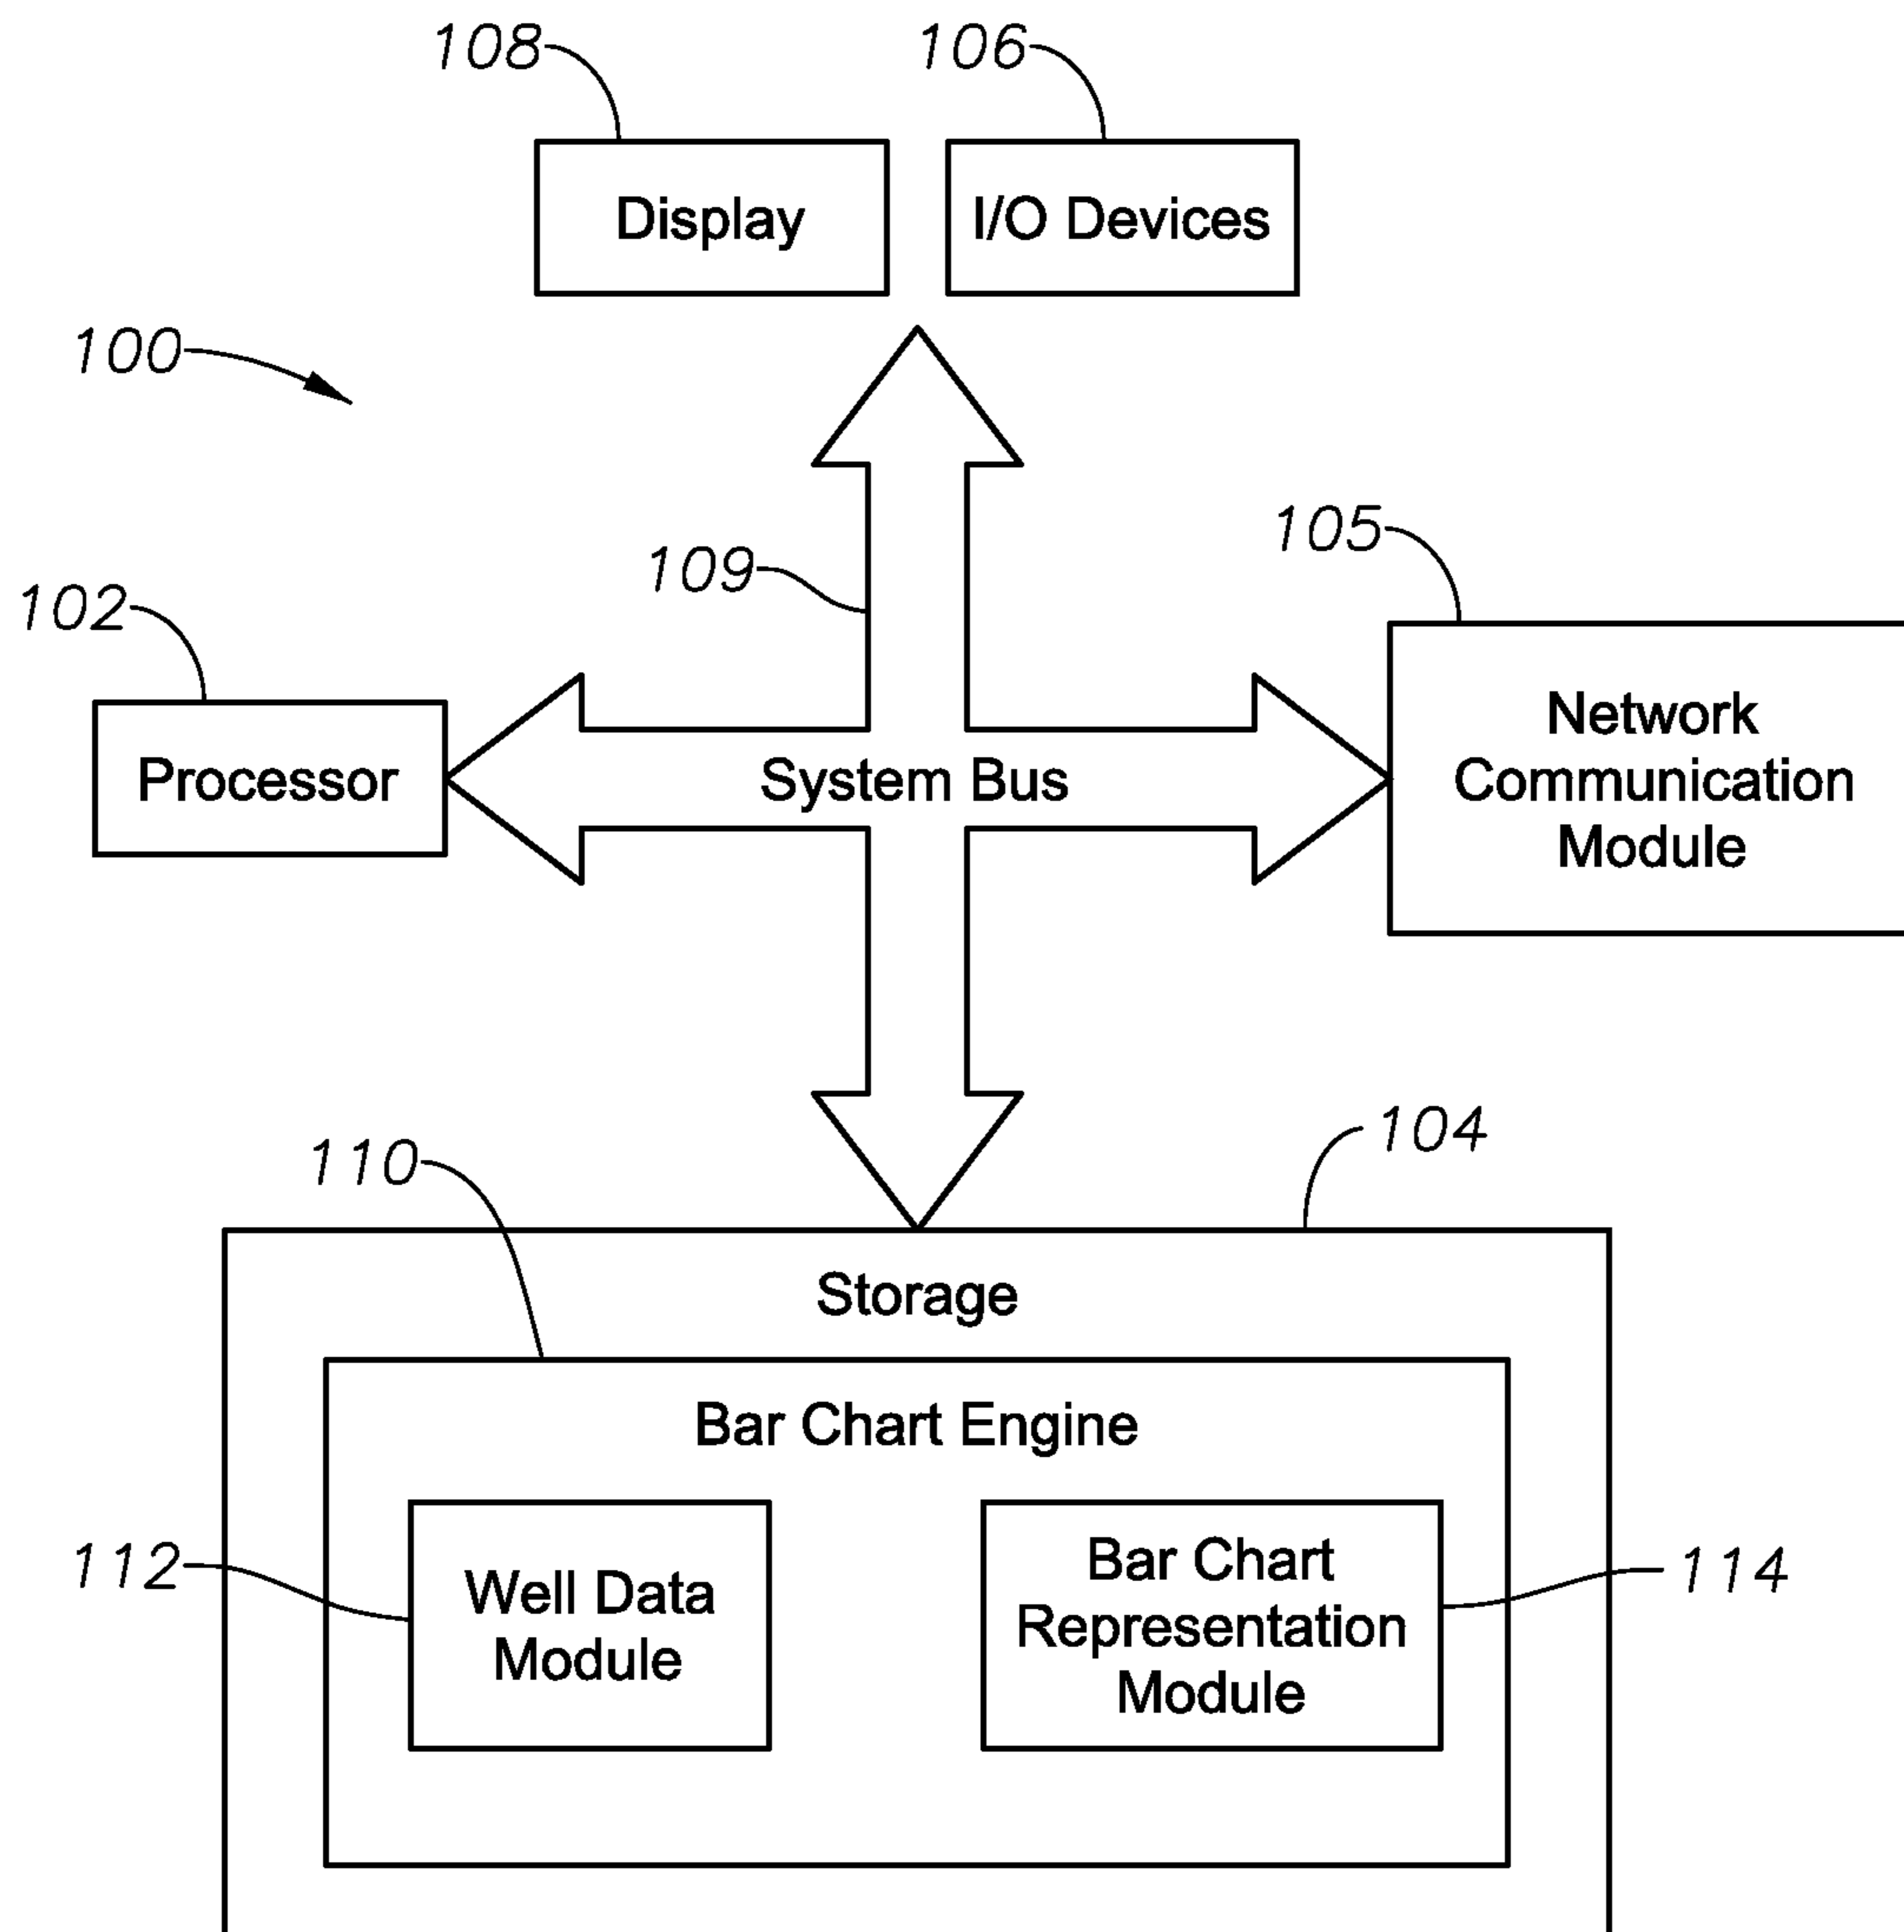 108
106
Display
I/O Devices
100
109
105
102
Network
Communication
Module
Processor
System Bus
110
104
Storage
Bar Chart Engine
112
Well Data
Module
Bar Chart
Representation
Module
114